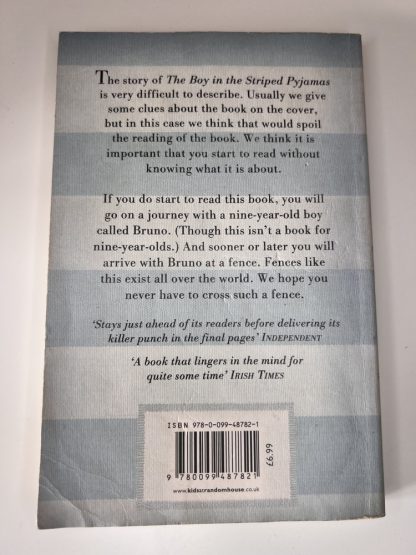 The story of The Boy in the Striped Pyjamas
is very difficult to describe. Usually we give
some clues about the book on the cover,
but in this case we think that would spoil
the reading of the book. We think it is
important that you start to read without
knowing what it is about.
If you do start to read this book, you will
go on a journey with a nine-year-old boy
called Bruno. (Though this isn't a book for
nine-year-olds.) And sooner or later you will
arrive with Bruno at a fence. Fences like
this exist all over the world. We hope you
never have to cross such a fence.
‘Stays just ahead of its readers before delivering its
killer punch in the final pages’ INDEPENDENT
‘A book that lingers in the mind for
quite some time’ IRISH TIMES
ISBN 978-0-099-48782-1
£6.99
9 780099 487821
www.kidsatrandomhouse.co.uk